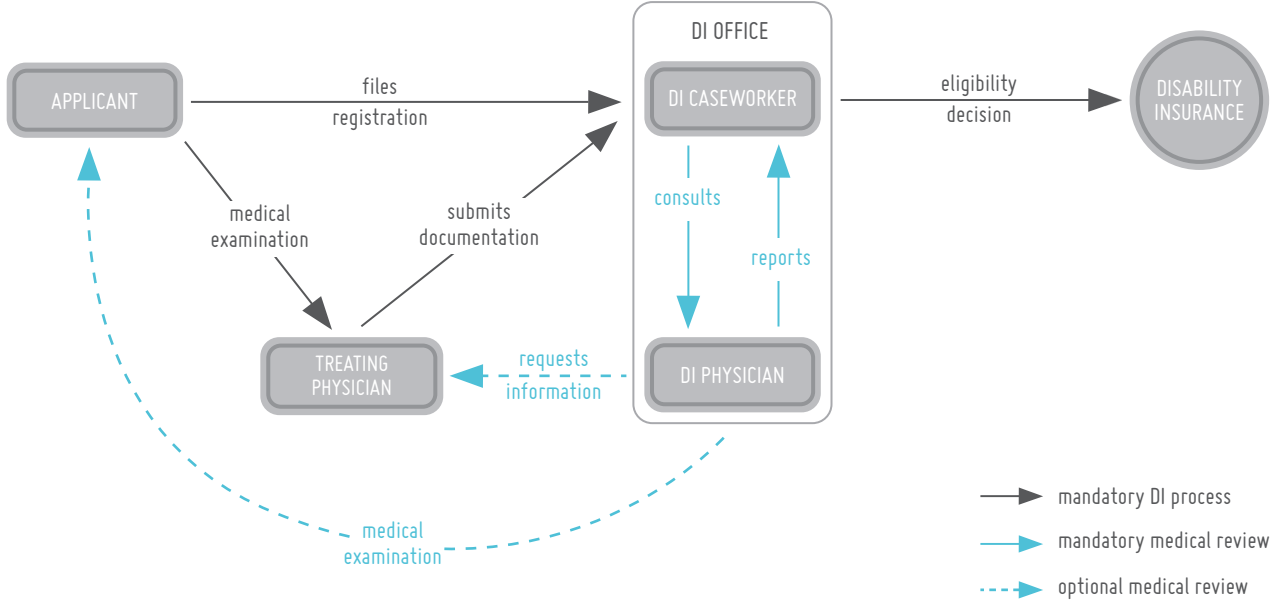 DI OFFICE
APPLICANT
files
registration
DI CASEWORKER
eligibility
decision
DISABILITY
INSURANCE
medical
examination
submits
documentation
consults
reports
TREATING
PHYSICIAN
requests
information
DI PHYSICIAN
medical
examination
mandatory DI process
mandatory medical review
optional medical review